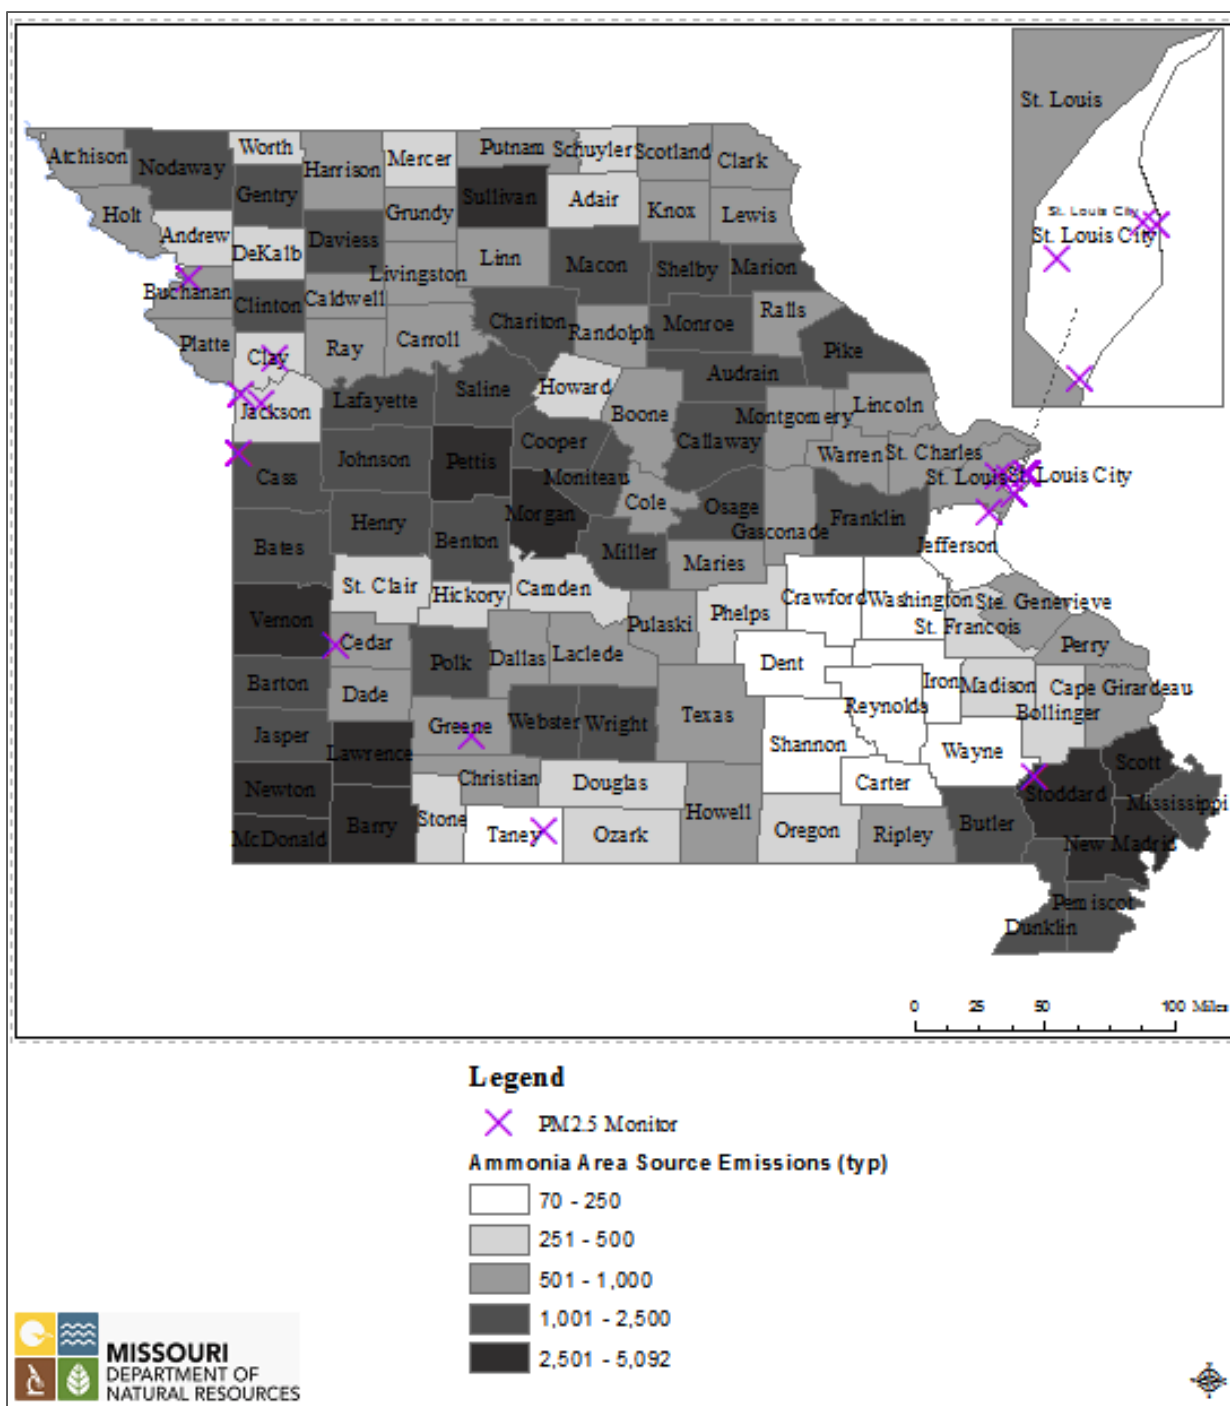 St. Louis
St. Louis City
St. Louis City
Atchison
Nodaway
Worth
Harrison
Mercer
Putnam
Schuyler
Scotland
Clark
Holt
Gentry
Sullivan
Adair
Knox
Lewis
Andrew
DeKalb
Daviess
Grundy
Linn
Macon
Shelby
Marion
Buchanan
Clinton
Caldwell
Livingston
Chariton
Randolph
Monroe
Ralls
Platte
Clay
Ray
Carroll
Pike
Jackson
Lafayette
Saline
Howard
Boone
Audrain
Montgomery
Lincoln
Cass
Johnson
Pettis
Cooper
Moniteau
Callaway
Warren
St. Charles
St. Louis
St. Louis City
Bates
Henry
Benton
Morgan
Cole
Osage
Gasconade
Franklin
Jefferson
Miller
Maries
St. Clair
Hickory
Camden
Pulaski
Phelps
Crawford
Washington
Ste. Genevieve
St. Francois
Perry
Vernon
Cedar
Polk
Dallas
Laclede
Dent
Iron
Madison
Cape Girardeau
Bollinger
Barton
Dade
Greene
Webster
Wright
Texas
Reynolds
Shannon
Wayne
Jasper
Lawrence
Christian
Douglas
Carter
Scott
Stoddard
Mississippi
Newton
McDonald
Barry
Stone
Taney
Ozark
Howell
Oregon
Ripley
Butler
New Madrid
Pemiscot
Dunklin
0 25 50 100 Miles
Legend
PM2.5 Monitor
Ammonia Area Source Emissions (typ)
70 - 250
251 - 500
501 - 1,000
1,001 - 2,500
2,501 - 5,092
MISSOURI
DEPARTMENT OF
NATURAL RESOURCES